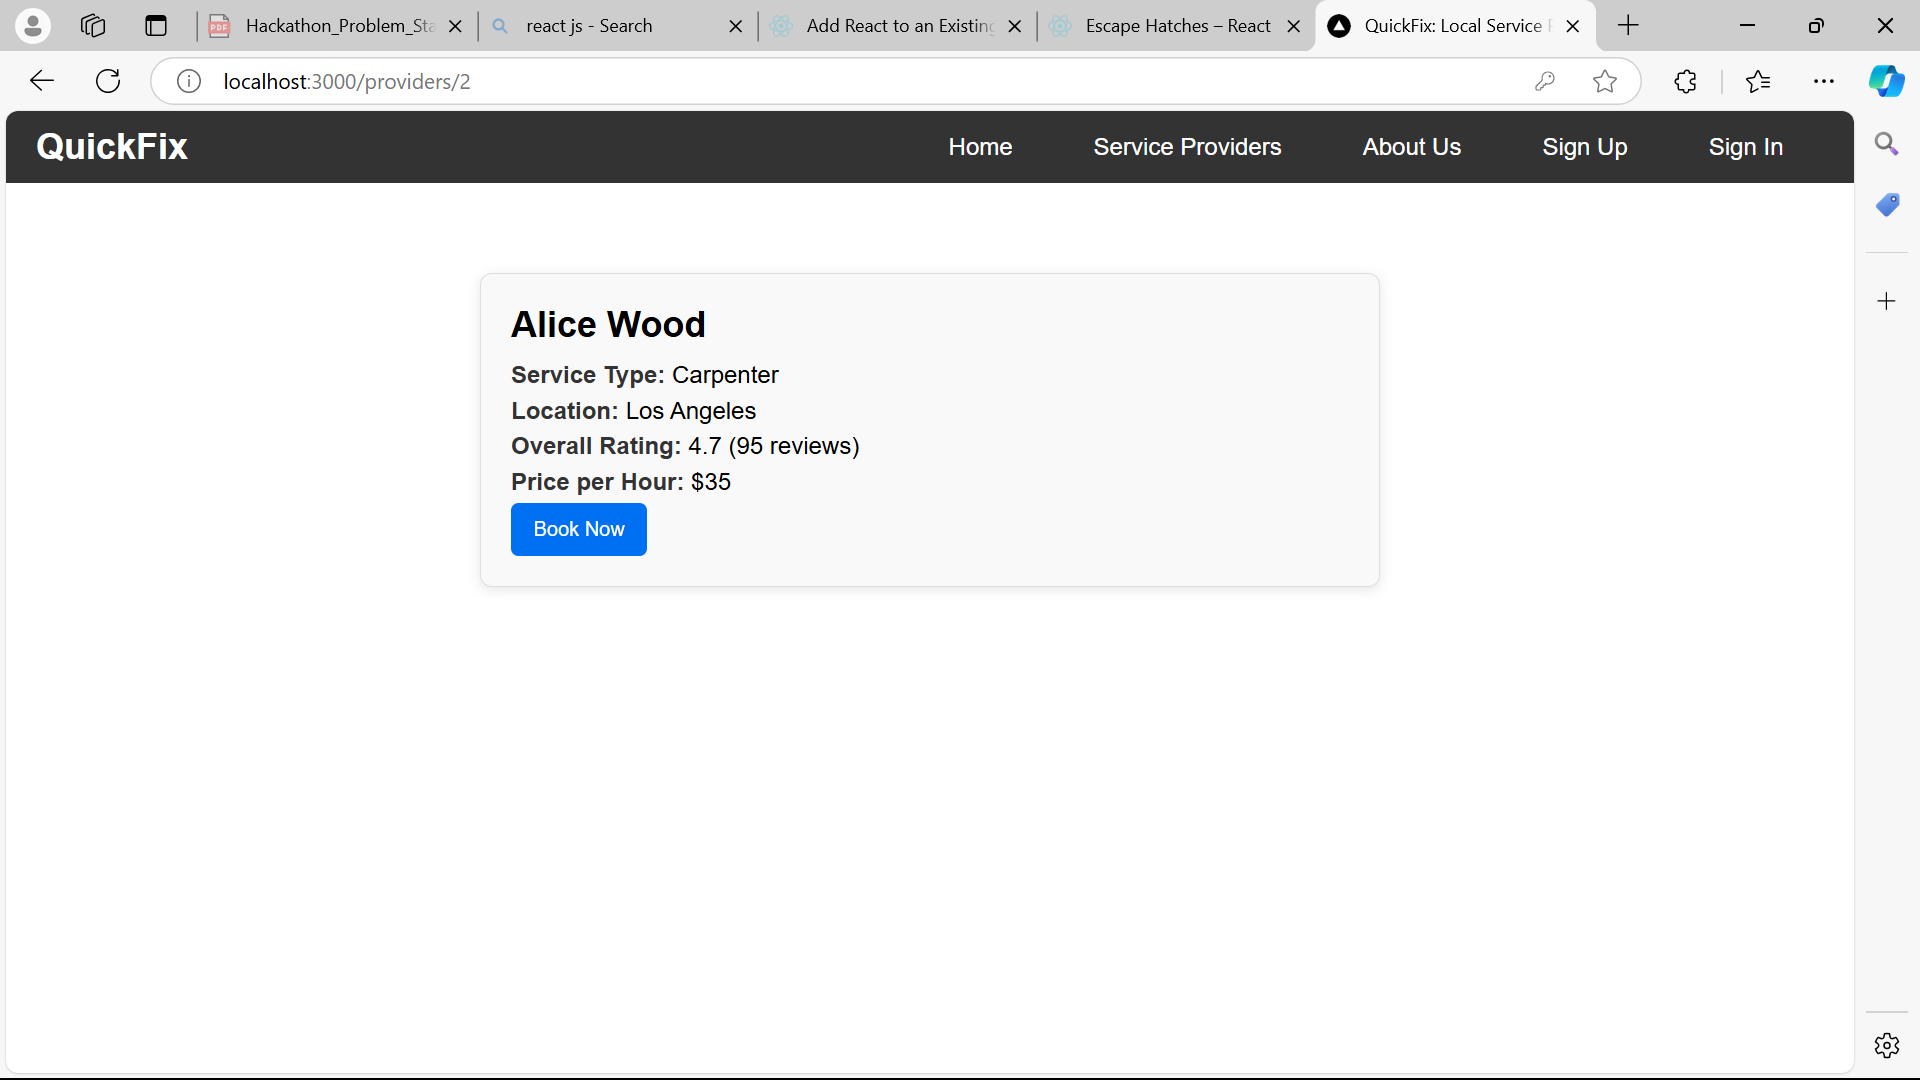 Hackathon_Problem_Sta
react js - Search
Add React to an Existing
Escape Hatches – React
QuickFix: Local Service
localhost:3000/providers/2
QuickFix
Home
Service Providers
About Us
Sign Up
Sign In
Alice Wood
Service Type: Carpenter
Location: Los Angeles
Overall Rating: 4.7 (95 reviews)
Price per Hour: $35
Book Now